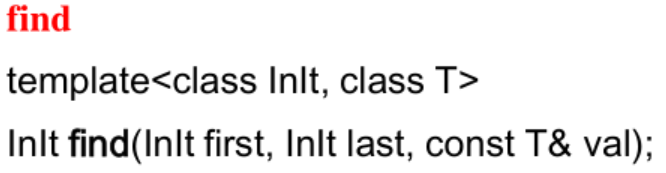 find
template<class InIt, class T>
InIt find(InIt first, InIt last, const T& val);